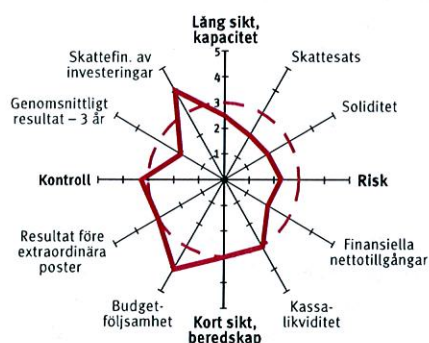 Lång sikt,
kapacitet
Skattefin. av
investeringar
Skattesats
Genomsnittligt
resultat – 3 år
Soliditet
5
4
3
2
1
0
Kontroll
Risk
Resultat före
extraordinära
poster
Finansiella
nettotillgångar
Budget-
följsamhet
Kassa-
likviditet
Kort sikt,
beredskap